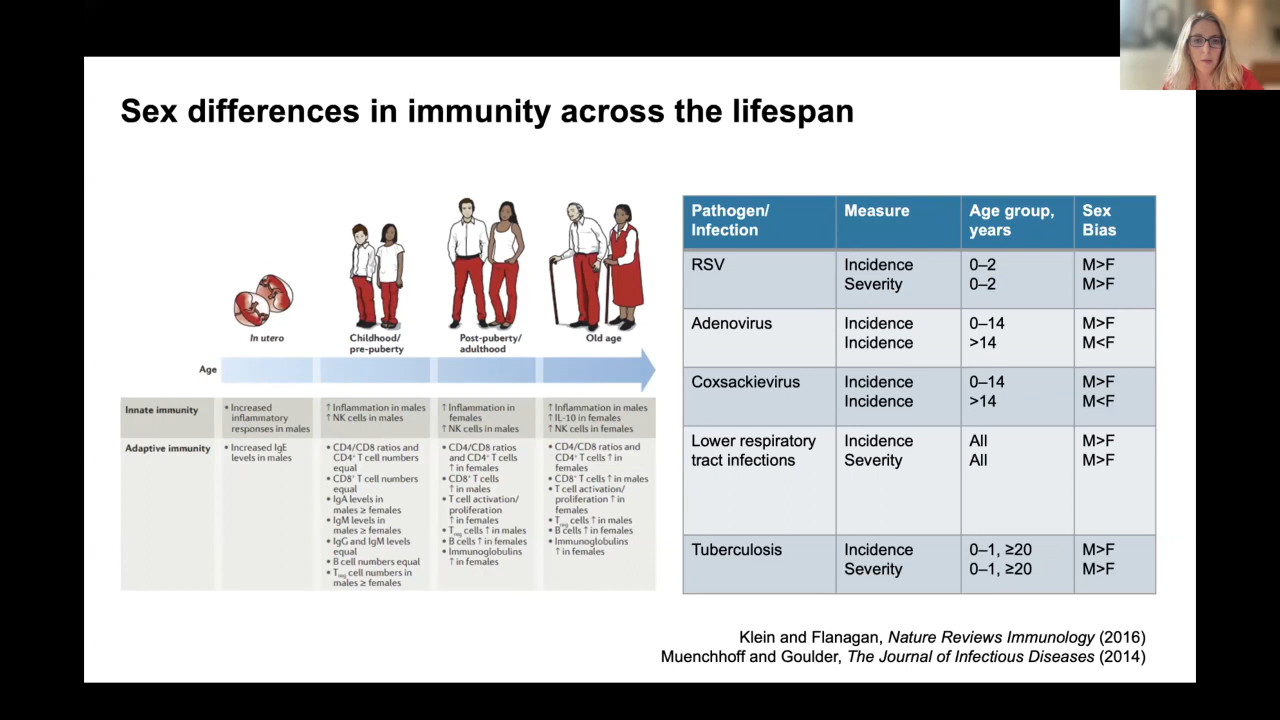 Sex differences in immunity across the lifespan
In utero
Childhood/
pre-puberty
Post-puberty/
adulthood
Old age
Age
Innate immunity
• Increased
inflammatory
responses in males
↑ Inflammation in males
↑ NK cells in males
↑ Inflammation in
females
↑ NK cells in males
↑ Inflammation in males
↑ IL-10 in females
↑ NK cells in females
Adaptive immunity
• Increased IgE
levels in males
• CD4/CD8 ratios and
CD4⁺ T cell numbers
equal
• CD8⁺ T cell numbers
equal
• IgA levels in
males ≥ females
• IgM levels in
males ≥ females
• IgG and IgM levels
equal
• B cell numbers equal
• Treg cell numbers in
males ≥ females
• CD4/CD8 ratios
and CD4⁺ T cells
↑ in females
• CD8⁺ T cells
↑ in males
• T cell activation/
proliferation
↑ in females
• Treg cells ↑ in males
• B cells ↑ in females
• Immunoglobulins
↑ in females
• CD4/CD8 ratios and
CD4⁺ T cells ↑ in
females
• CD8⁺ T cells ↑ in males
• T cell activation/
proliferation ↑ in
females
• Treg cells ↑ in males
• B cells ↑ in females
• Immunoglobulins
↑ in females
Pathogen/
Infection
Measure
Age group,
years
Sex
Bias
RSV
Incidence 0–2 M>F
Severity 0–2 M>F
Adenovirus
Incidence 0–14 M>F
Incidence >14 M<F
Coxsackievirus
Incidence 0–14 M>F
Incidence >14 M<F
Lower respiratory
tract infections
Incidence All M>F
Severity All M>F
Tuberculosis
Incidence 0–1, ≥20 M>F
Severity 0–1, ≥20 M>F
Klein and Flanagan, Nature Reviews Immunology (2016)
Muenchhoff and Goulder, The Journal of Infectious Diseases (2014)